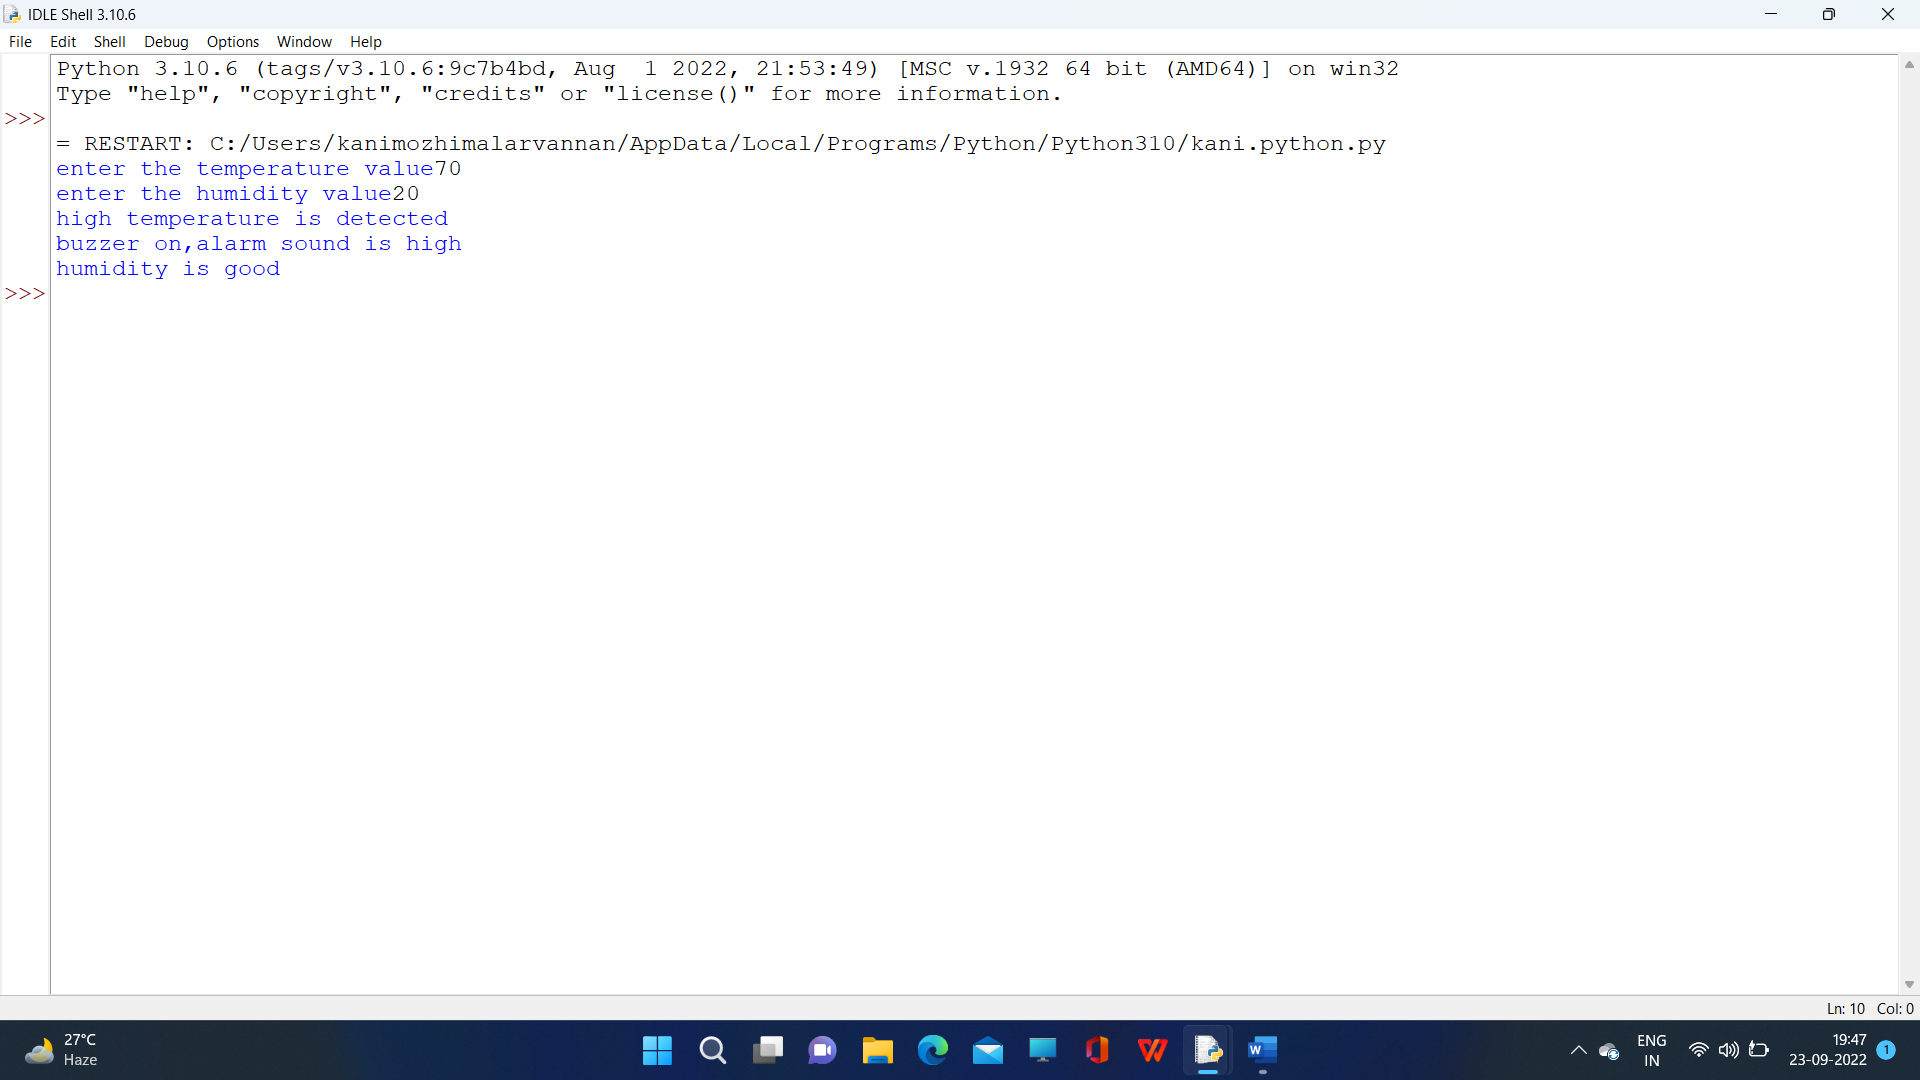 IDLE Shell 3.10.6
File Edit Shell Debug Options Window Help
Python 3.10.6 (tags/v3.10.6:9c7b4bd, Aug  1 2022, 21:53:49) [MSC v.1932 64 bit (AMD64)] on win32
Type "help", "copyright", "credits" or "license()" for more information.
>>>
= RESTART: C:/Users/kanimozhimalarvannan/AppData/Local/Programs/Python/Python310/kani.python.py
enter the temperature value70
enter the humidity value20
high temperature is detected
buzzer on,alarm sound is high
humidity is good
>>>
Ln: 10 Col: 0
27°C
Haze
W
ENG
IN
19:47
23-09-2022
1